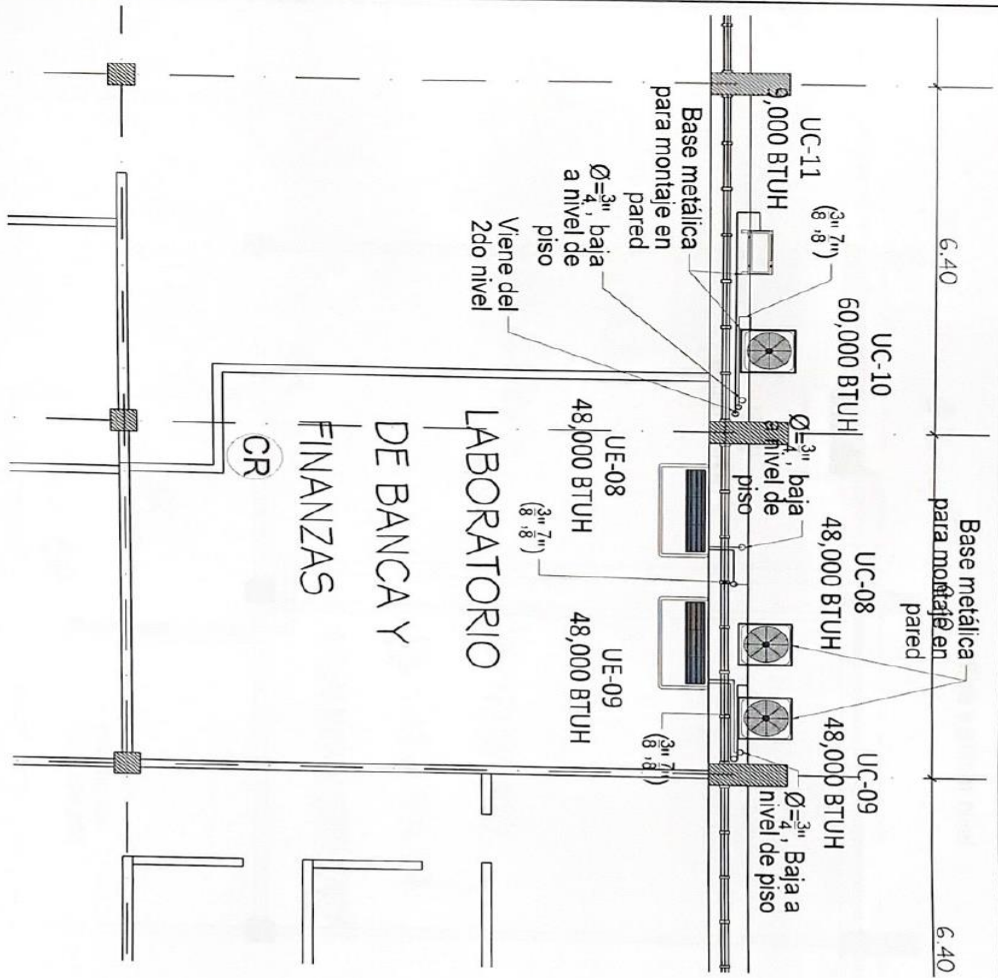 6.40
6.40
Base metálica
para montaje en
pared
UC-11
9,000 BTUH
(3/8", 7/8")
Base metálica
para montaje en
pared
Ø=3/4", baja
a nivel de
piso
Viene del
2do nivel
UC-10
60,000 BTUH
Ø=3/4", baja
a nivel de
piso
UC-08
48,000 BTUH
UC-09
48,000 BTUH
Ø=3/4", Baja a
nivel de piso
UE-08
48,000 BTUH
(3/8", 7/8")
UE-09
48,000 BTUH
(3/8", 7/8")
LABORATORIO
DE BANCA Y
FINANZAS
CR